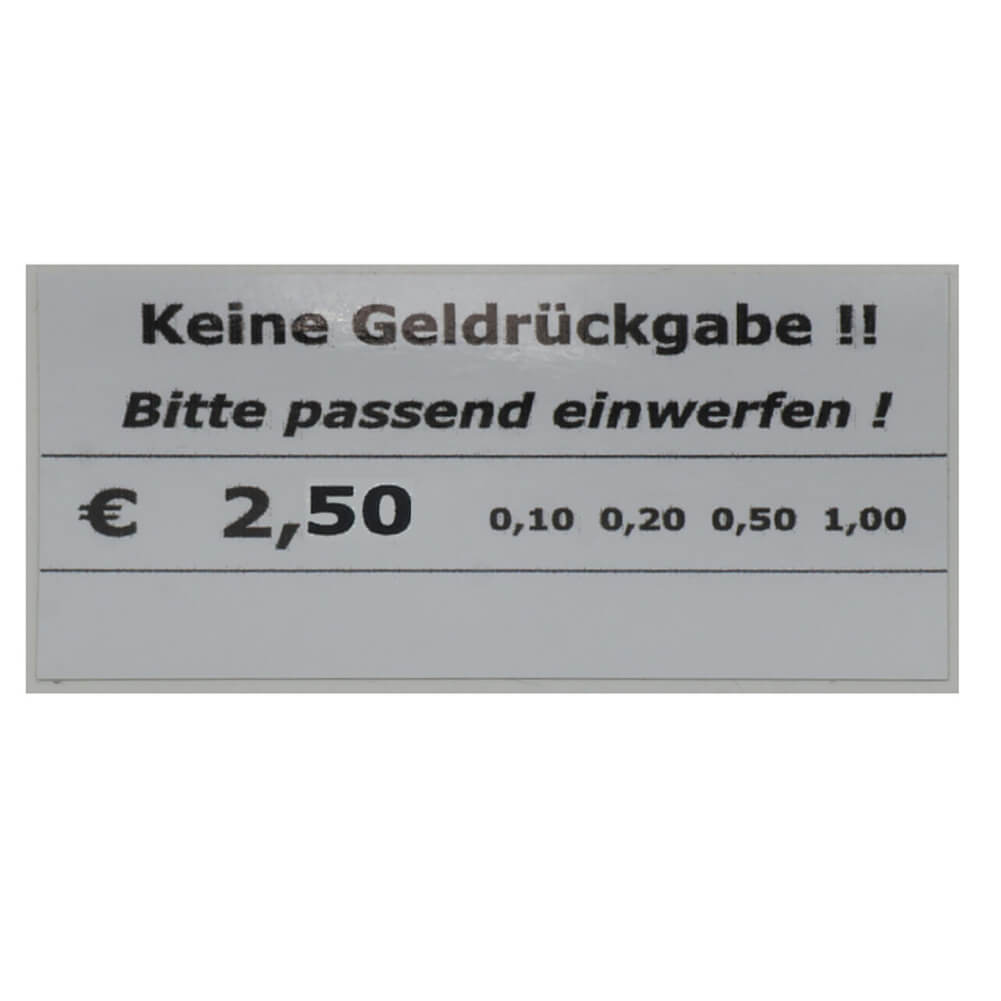 Keine Geldrückgabe !!
Bitte passend einwerfen !
€ 2,50 0,10 0,20 0,50 1,00